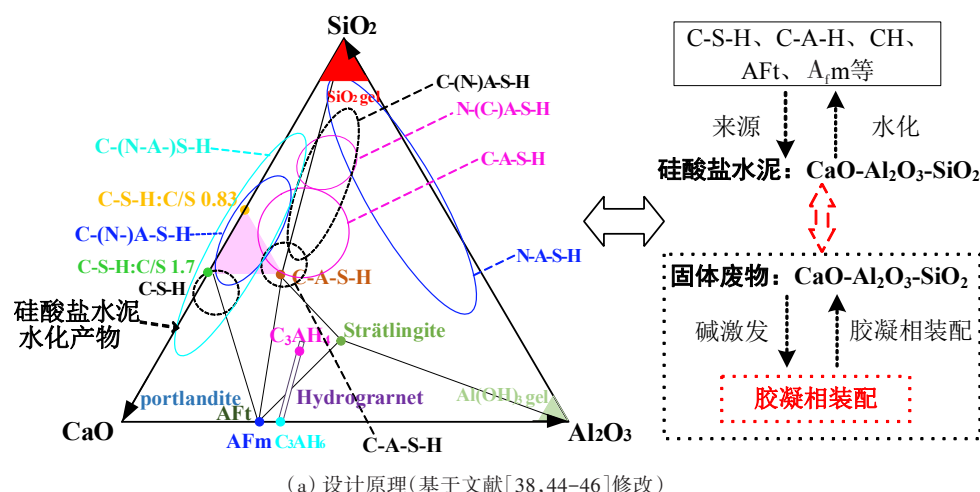 SiO₂
SiO₂ gel
C-(N-)A-S-H
N-(C-)A-S-H
C-(N-A-)S-H
C-A-S-H
C-S-H:C/S 0.83
C-(N-)A-S-H
N-A-S-H
C-S-H:C/S 1.7
C-A-S-H
C-S-H
硅酸盐水泥
水化产物
Strätlingite
C₃AH₄
portlandite
Hydrograrnet
Al(OH)₃ gel
AFt
CaO
Al₂O₃
AFm
C₃AH₆
C-A-S-H
C-S-H、C-A-H、CH、
AFt、A_fm等
来源
水化
硅酸盐水泥：CaO-Al₂O₃-SiO₂
固体废物：CaO-Al₂O₃-SiO₂
碱激发
胶凝相装配
胶凝相装配
(a) 设计原理(基于文献[38,44-46]修改)